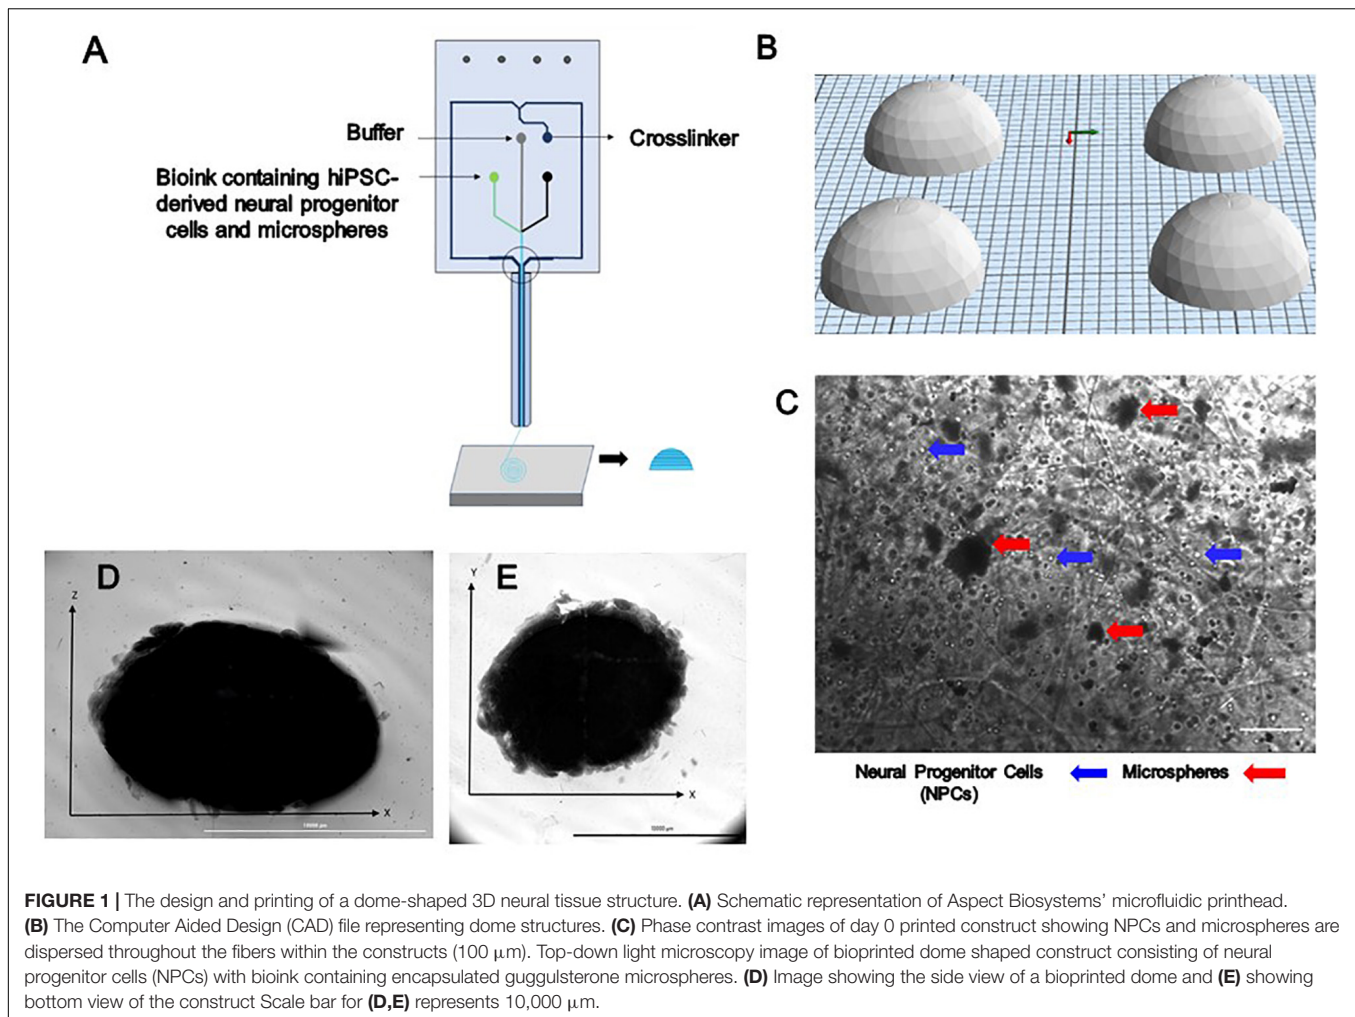 A
Buffer
Crosslinker
Bioink containing hiPSC-
derived neural progenitor
cells and microspheres
B
C
Neural Progenitor Cells
(NPCs)
Microspheres
D
Z
X
10000 μm
E
Y
X
10000 μm
FIGURE 1 | The design and printing of a dome-shaped 3D neural tissue structure. (A) Schematic representation of Aspect Biosystems’ microfluidic printhead.
(B) The Computer Aided Design (CAD) file representing dome structures. (C) Phase contrast images of day 0 printed construct showing NPCs and microspheres are
dispersed throughout the fibers within the constructs (100 μm). Top-down light microscopy image of bioprinted dome shaped construct consisting of neural
progenitor cells (NPCs) with bioink containing encapsulated guggulsterone microspheres. (D) Image showing the side view of a bioprinted dome and (E) showing
bottom view of the construct Scale bar for (D,E) represents 10,000 μm.